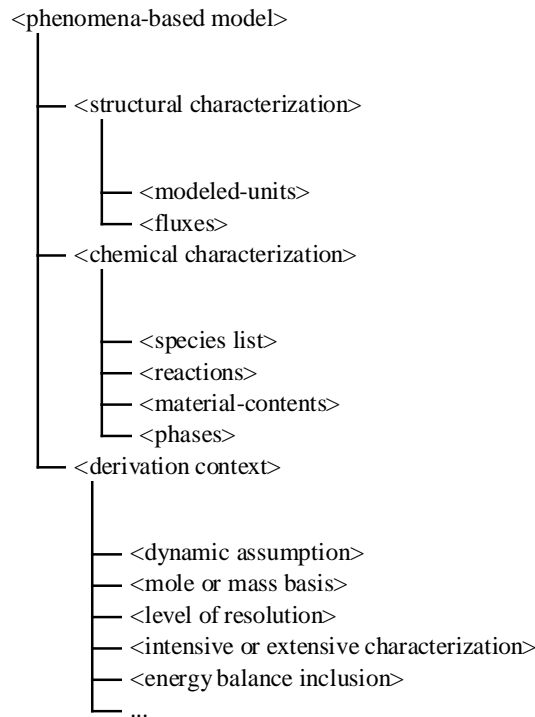 <phenomena-based model>
<structural characterization>
<modeled-units>
<fluxes>
<chemical characterization>
<species list>
<reactions>
<material-contents>
<phases>
<derivation context>
<dynamic assumption>
<mole or mass basis>
<level of resolution>
<intensive or extensive characterization>
<energy balance inclusion>
...